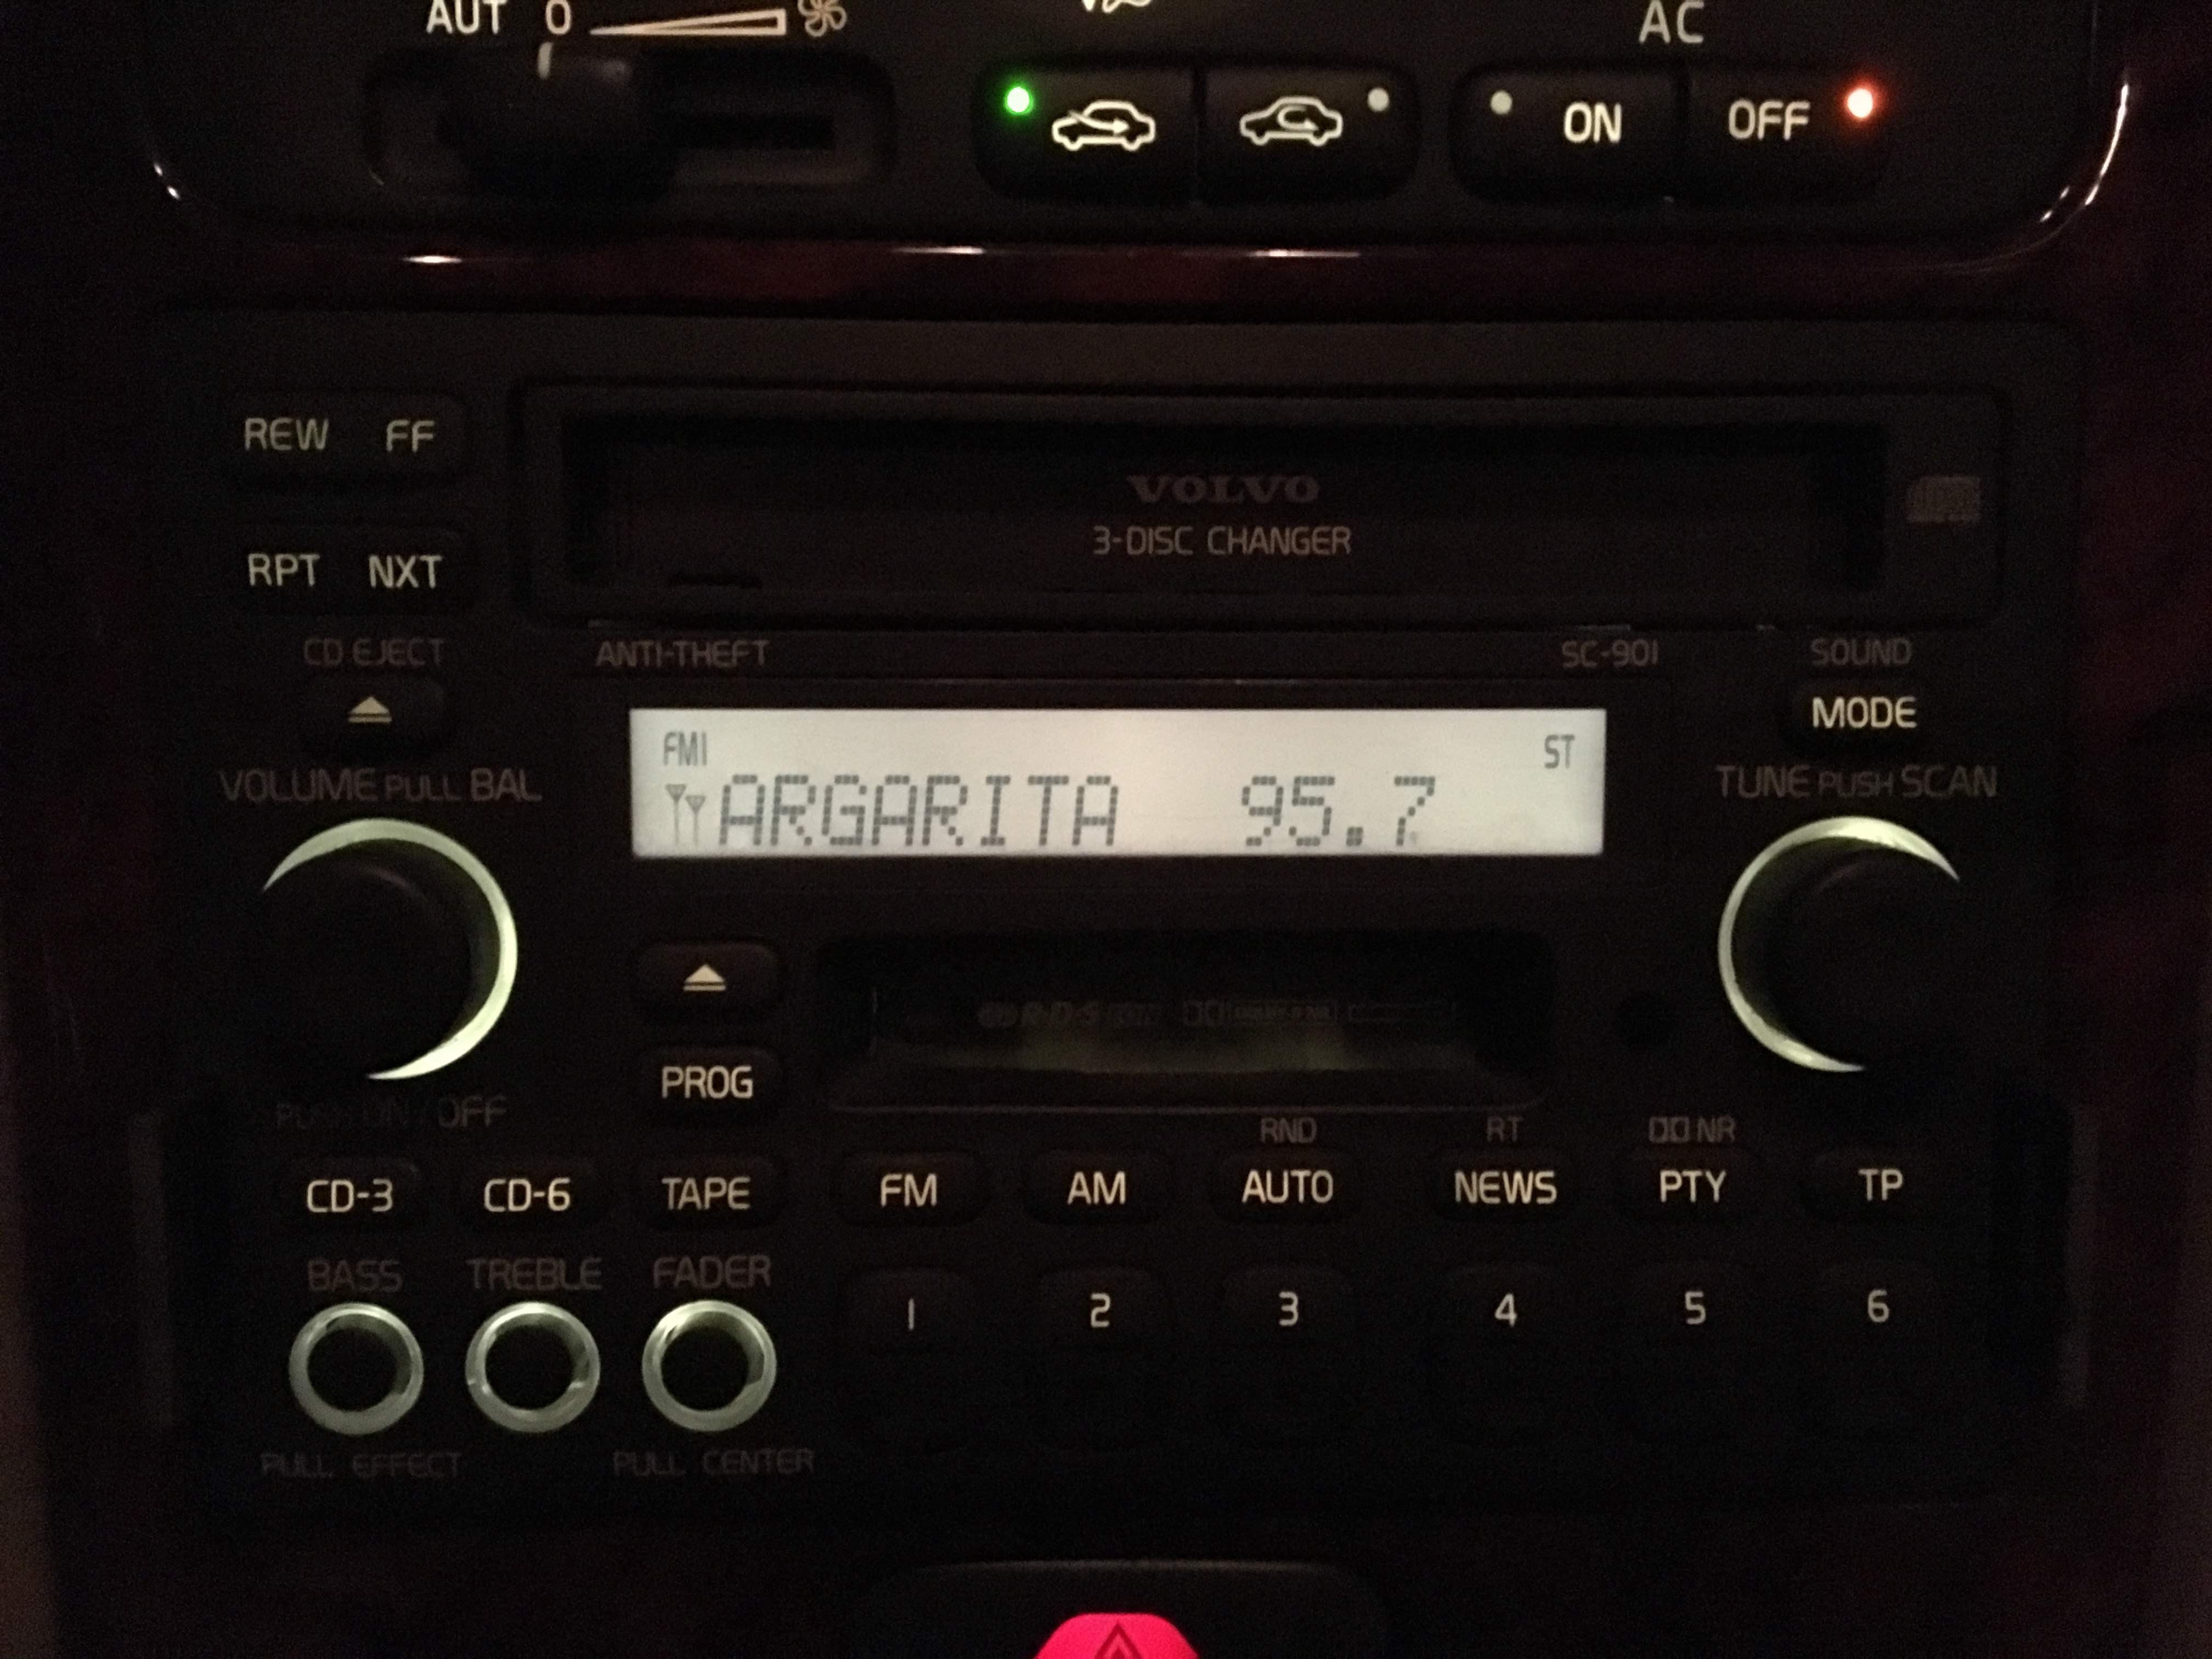 AUT 0
AC
ON OFF
REW FF
VOLVO
3-DISC CHANGER
RPT NXT
CD EJECT
ANTI-THEFT
SC-901
SOUND
MODE
FM1 ST
ARGARITA 95.7
VOLUME PULL BAL
TUNE PUSH SCAN
R·D·S
PROG
PUSH ON/OFF
RND RT NR
CD-3 CD-6 TAPE FM AM AUTO NEWS PTY TP
BASS TREBLE FADER
1 2 3 4 5 6
PULL EFFECT PULL CENTER